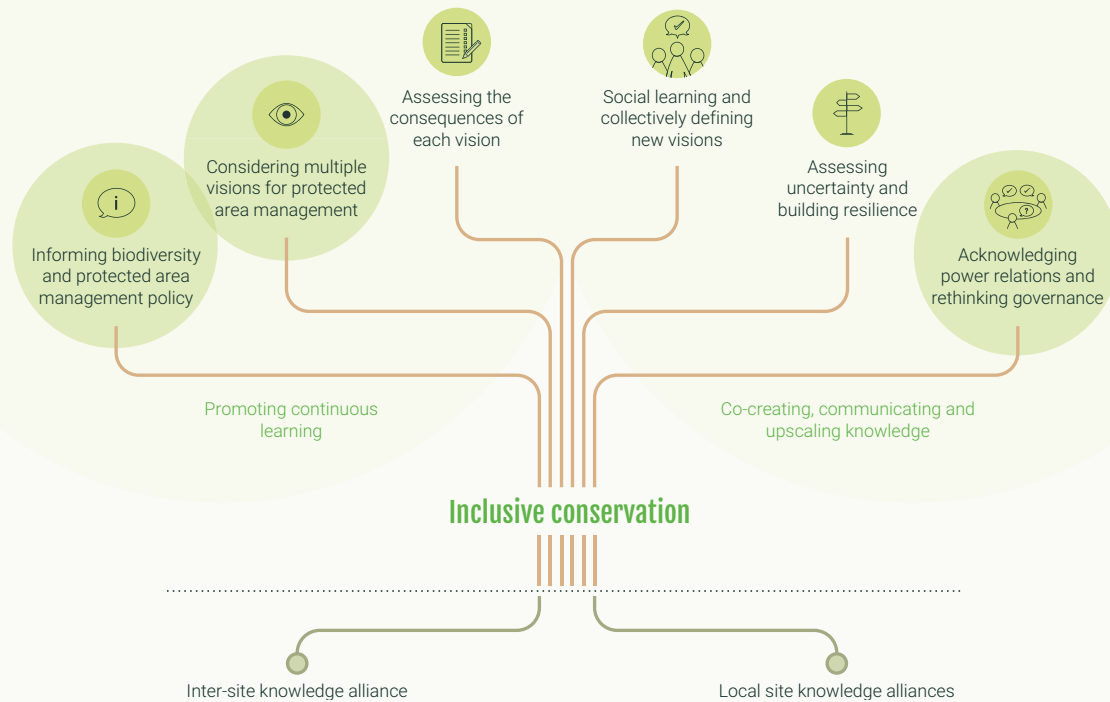 Assessing the
consequences of
each vision
Social learning and
collectively defining
new visions
Considering multiple
visions for protected
area management
Assessing
uncertainty and
building resilience
i
Informing biodiversity
and protected area
management policy
?
Acknowledging
power relations and
rethinking governance
Promoting continuous
learning
Co-creating, communicating and
upscaling knowledge
Inclusive conservation
Inter-site knowledge alliance
Local site knowledge alliances